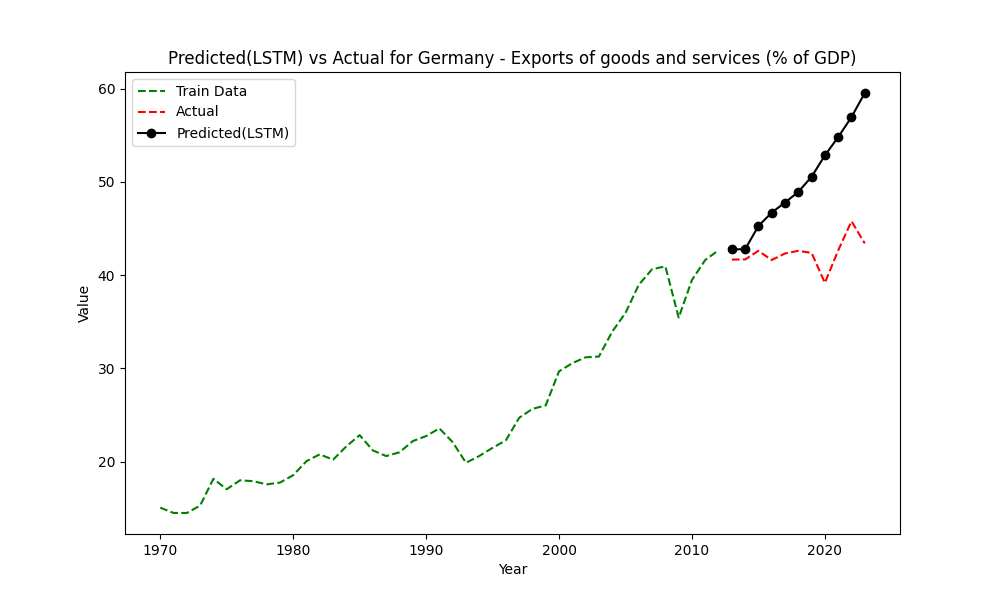 Predicted(LSTM) vs Actual for Germany - Exports of goods and services (% of GDP)
Train Data
Actual
Predicted(LSTM)
60
50
40
30
20
Value
1970 1980 1990 2000 2010 2020
Year